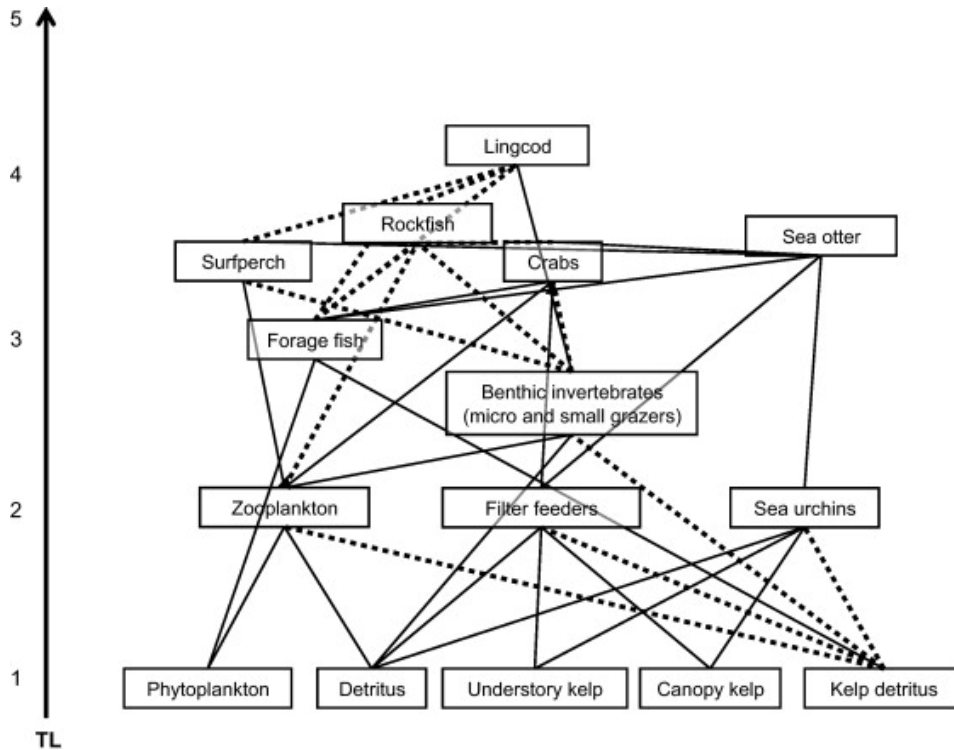 5
Lingcod
4
Rockfish
Sea otter
Surfperch
Crabs
3
Forage fish
Benthic invertebrates
(micro and small grazers)
2
Zooplankton
Filter feeders
Sea urchins
1
Phytoplankton
Detritus
Understory kelp
Canopy kelp
Kelp detritus
TL